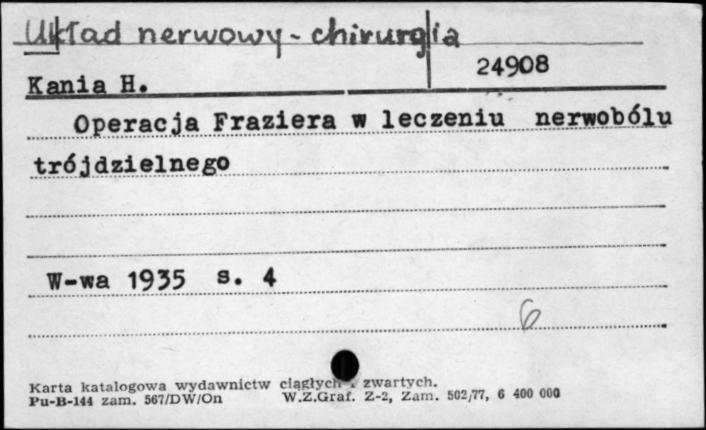 Układ nerwowy - chirurgia
24908
Kania H.
Operacja Fraziera w leczeniu nerwobólu
trójdzielnego
W-wa 1935 s. 4
6
Karta katalogowa wydawnictw ciągłych i zwartych.
Pu-B-144 zam. 567/DW/On W.Z.Graf. Z-2, Zam. 502/77, 6 400 000